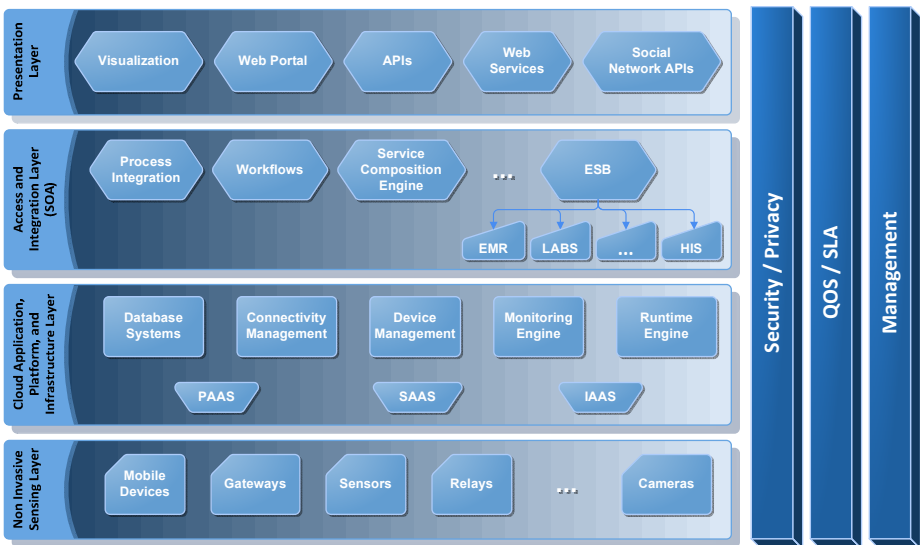 Presentation
Layer
Visualization
Web Portal
APIs
Web
Services
Social
Network APIs
Access and
Integration Layer
(SOA)
Process
Integration
Workflows
Service
Composition
Engine
...
ESB
EMR
LABS
...
HIS
Cloud Application,
Platform, and
Infrastructure Layer
Database
Systems
Connectivity
Management
Device
Management
Monitoring
Engine
Runtime
Engine
PAAS
SAAS
IAAS
Non Invasive
Sensing Layer
Mobile
Devices
Gateways
Sensors
Relays
...
Cameras
Security / Privacy
QOS / SLA
Management